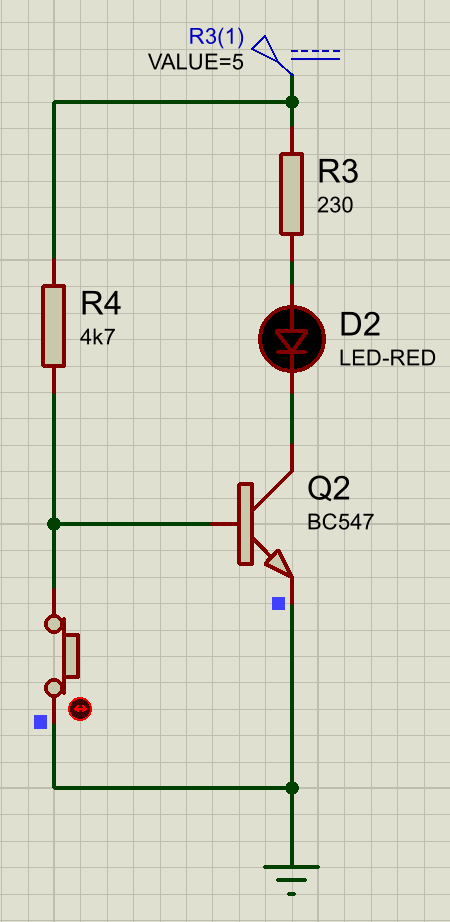 R3(1)
VALUE=5
R3
230
R4
4k7
D2
LED-RED
Q2
BC547